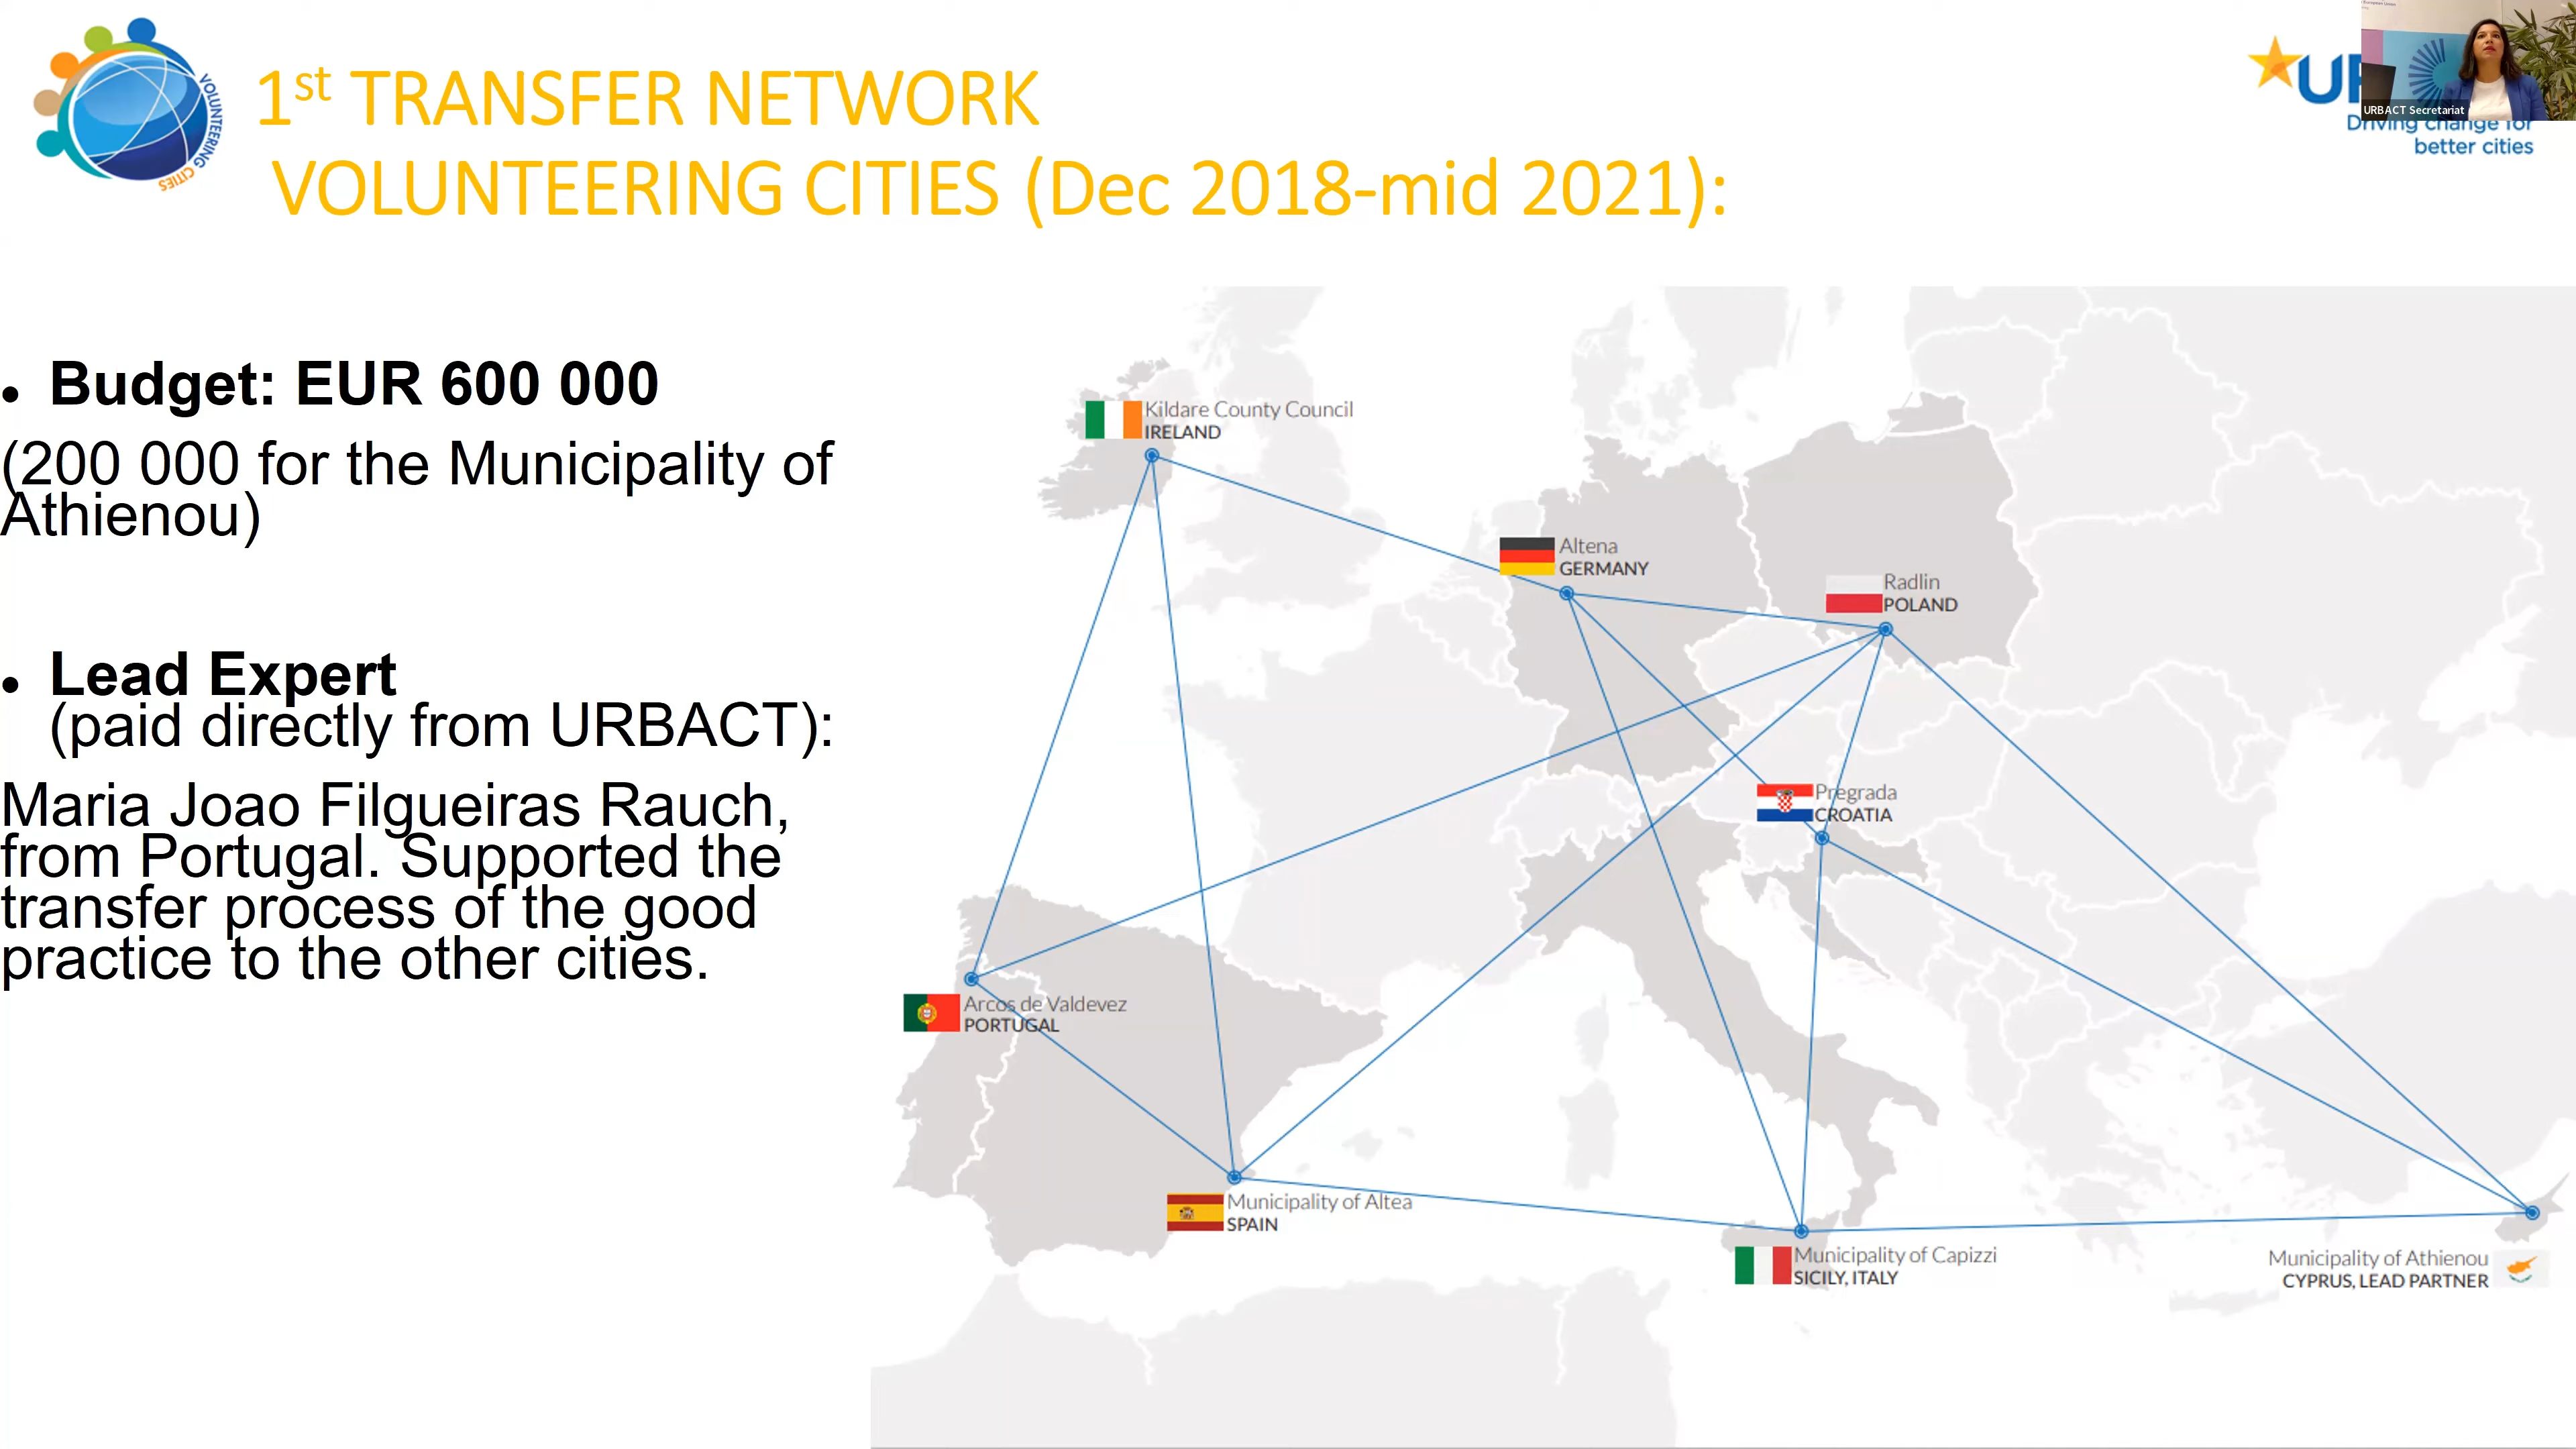 VOLUNTEERING CITIES
1st TRANSFER NETWORK
VOLUNTEERING CITIES (Dec 2018-mid 2021):
UR
URBACT Secretariat
Driving change for
better cities
• Budget: EUR 600 000
(200 000 for the Municipality of
Athienou)
• Lead Expert
(paid directly from URBACT):
Maria Joao Filgueiras Rauch,
from Portugal. Supported the
transfer process of the good
practice to the other cities.
Kildare County Council
IRELAND
Altena
GERMANY
Radlin
POLAND
Pregrada
CROATIA
Arcos de Valdevez
PORTUGAL
Municipality of Altea
SPAIN
Municipality of Capizzi
SICILY, ITALY
Municipality of Athienou
CYPRUS, LEAD PARTNER